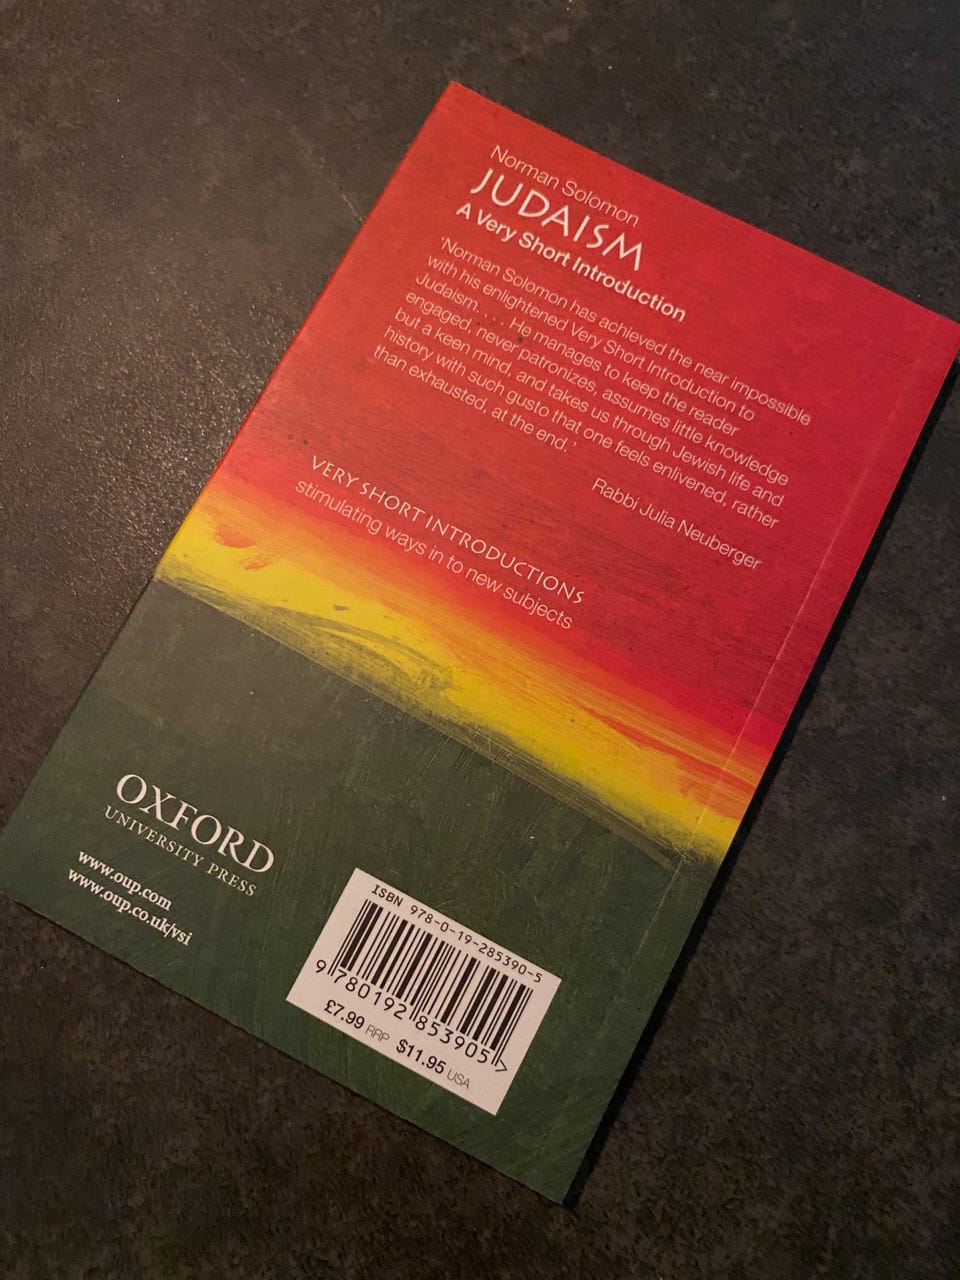 Norman Solomon
JUDAISM
A Very Short Introduction
'Norman Solomon has achieved the near impossible
with his enlightened Very Short Introduction to
Judaism. . . . He manages to keep the reader
engaged, never patronizes, assumes little knowledge
but a keen mind, and takes us through Jewish life and
history with such gusto that one feels enlivened, rather
than exhausted, at the end.'
Rabbi Julia Neuberger
VERY SHORT INTRODUCTIONS
stimulating ways in to new subjects
OXFORD
UNIVERSITY PRESS
www.oup.com
www.oup.co.uk/vsi
ISBN 978-0-19-285390-5
9 780192 853905 >
£7.99 RRP $11.95 USA